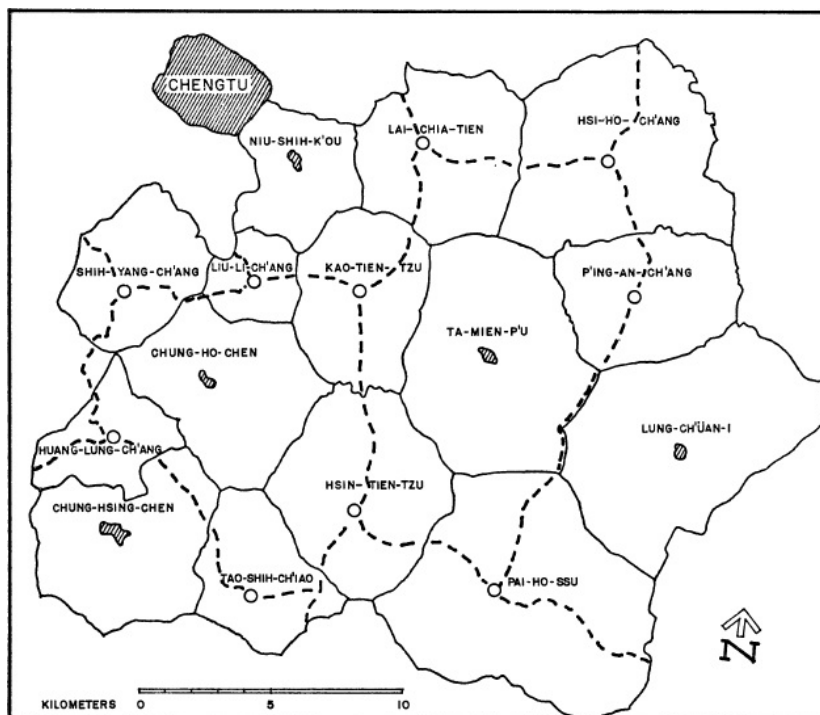 CHENGTU
NIU-SHIH-K'OU
LAI-CHIA-TIEN
HSI-HO-CH'ANG
SHIH-YANG-CH'ANG
LIU-LI-CH'ANG
KAO-TIEN-TZU
P'ING-AN-CH'ANG
TA-MIEN-P'U
CHUNG-HO-CHEN
LUNG-CH'ÜAN-I
HUANG-LUNG-CH'ANG
HSIN-TIEN-TZU
CHUNG-HSING-CHEN
TAO-SHIH-CH'IAO
PAI-HO-SSU
N
KILOMETERS 0 5 10